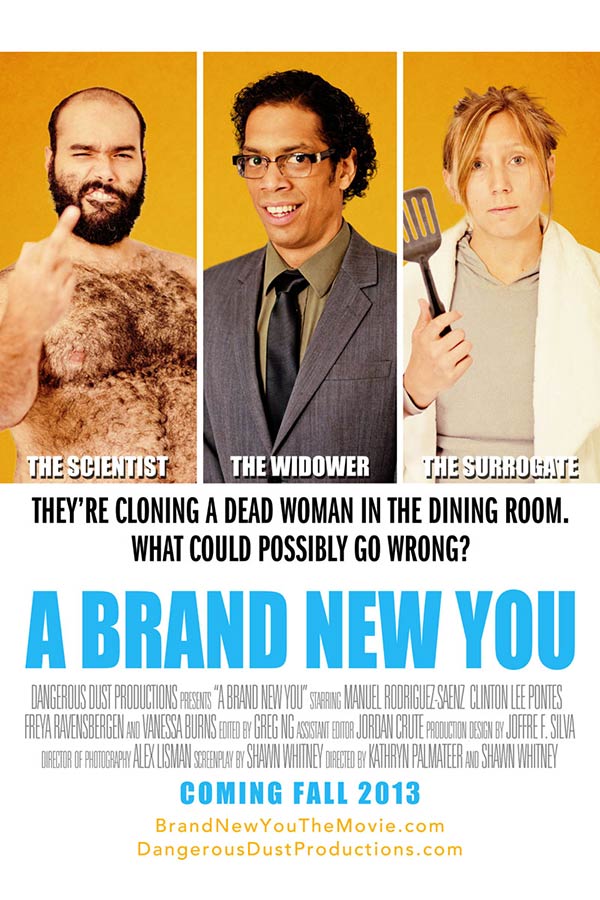 THE SCIENTIST
THE WIDOWER
THE SURROGATE
THEY'RE CLONING A DEAD WOMAN IN THE DINING ROOM.
WHAT COULD POSSIBLY GO WRONG?
A BRAND NEW YOU
DANGEROUS DUST PRODUCTIONS PRESENTS "A BRAND NEW YOU" STARRING MANUEL RODRIGUEZ-SAENZ CLINTON LEE PONTES
FREYA RAVENSBERGEN AND VANESSA BURNS EDITED BY GREG NG ASSISTANT EDITOR JORDAN CRUTE PRODUCTION DESIGN BY JOFFRE F. SILVA
DIRECTOR OF PHOTOGRAPHY ALEX LISMAN SCREENPLAY BY SHAWN WHITNEY DIRECTED BY KATHRYN PALMATEER AND SHAWN WHITNEY
COMING FALL 2013
BrandNewYouTheMovie.com
DangerousDustProductions.com